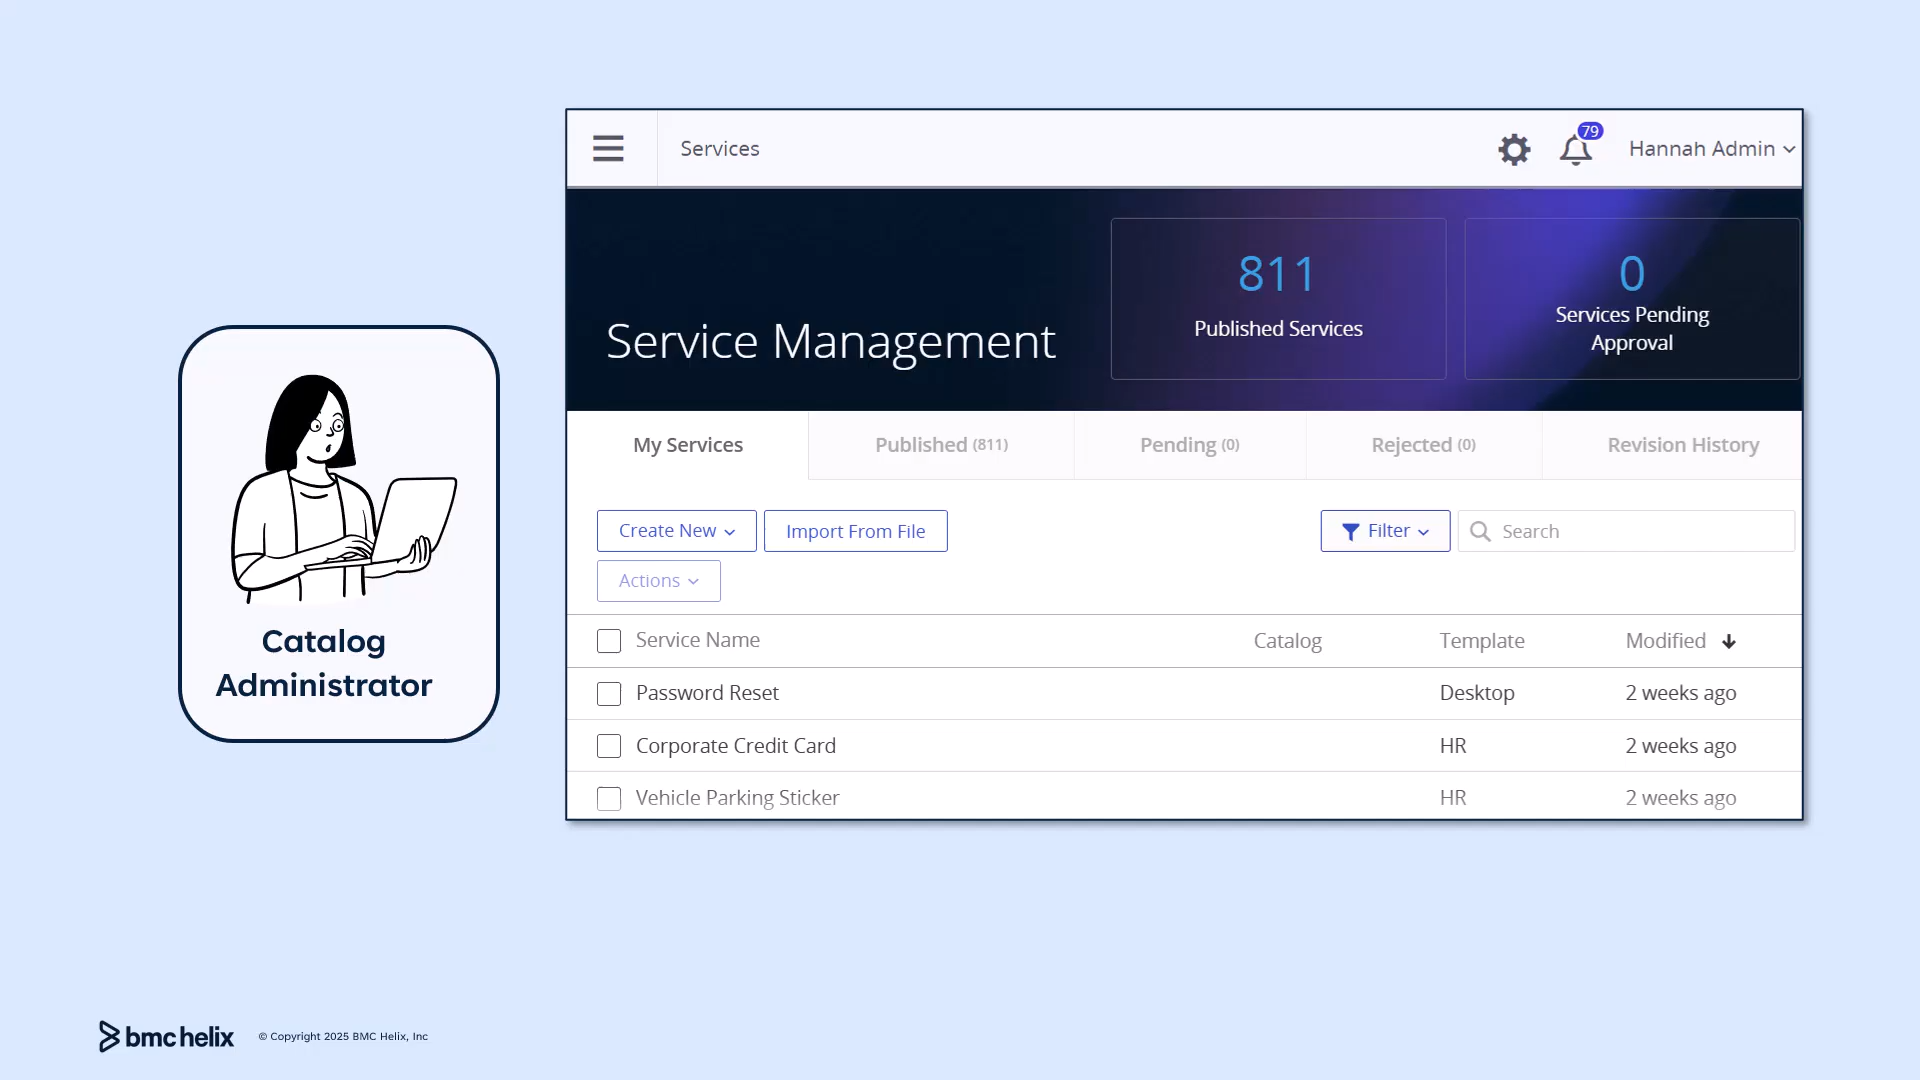 Services
79
Hannah Admin
Service Management
811
Published Services
0
Services Pending
Approval
My Services
Published (811)
Pending (0)
Rejected (0)
Revision History
Create New
Import From File
Filter
Search
Actions
Service Name Catalog Template Modified
Password Reset Desktop 2 weeks ago
Corporate Credit Card HR 2 weeks ago
Vehicle Parking Sticker HR 2 weeks ago
Catalog
Administrator
bmc helix
© Copyright 2025 BMC Helix, Inc